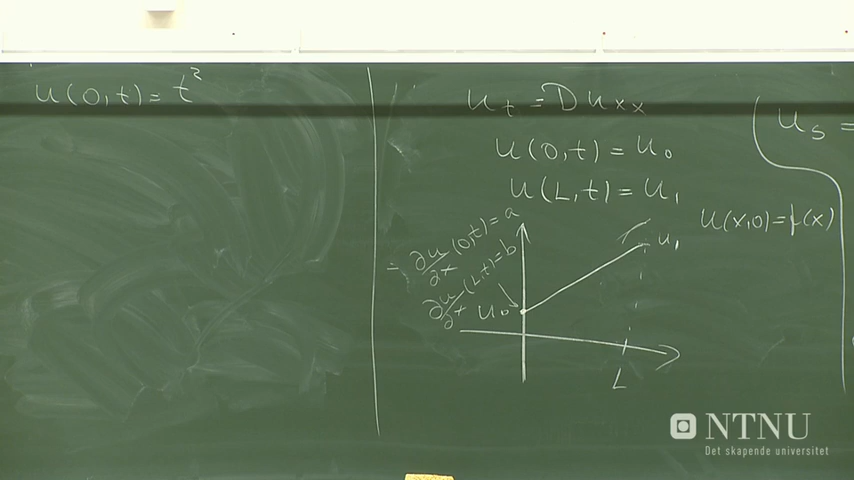 u(0,t) = t²
u_t = D u_xx
u(0,t) = u₀
u(L,t) = u₁
u_s =
u(x,0) = f(x)
= ∂u/∂x (0,t) = a
∂u/∂x (L,t) = b
u₀
u₁
L
NTNU
Det skapende universitet